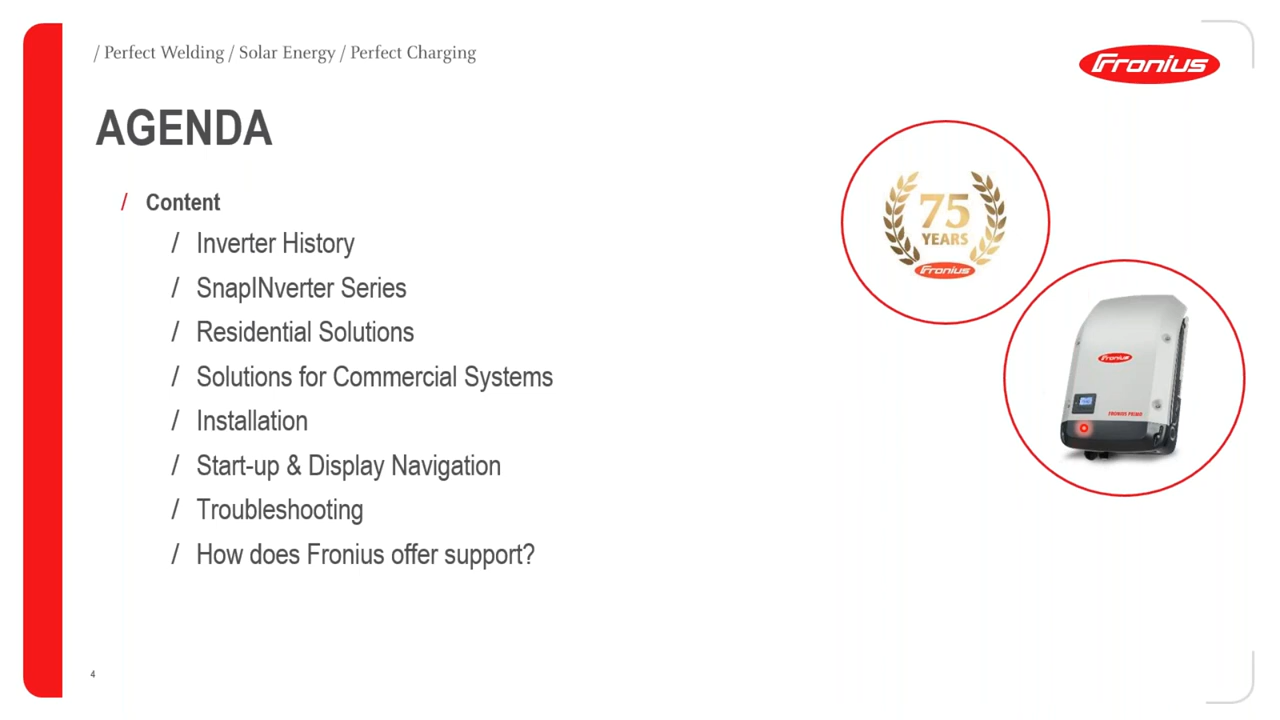 / Perfect Welding / Solar Energy / Perfect Charging
Fronius
AGENDA
/ Content
/ Inverter History
/ SnapINverter Series
/ Residential Solutions
/ Solutions for Commercial Systems
/ Installation
/ Start-up & Display Navigation
/ Troubleshooting
/ How does Fronius offer support?
75
YEARS
Fronius
Fronius
FRONIUS PRIMO
4